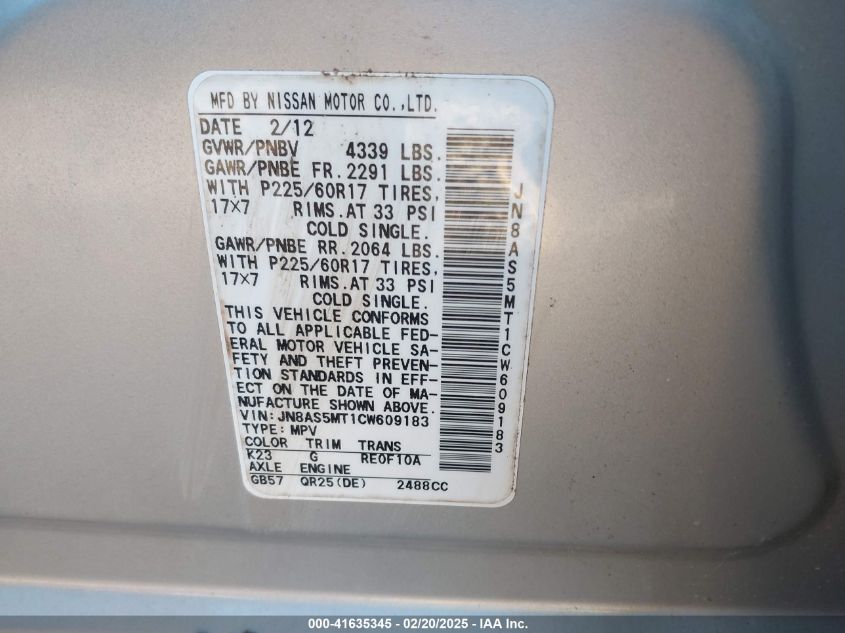 MFD BY NISSAN MOTOR CO.,LTD.
DATE 2/12
GVWR/PNBV 4339 LBS.
GAWR/PNBE FR. 2291 LBS.
WITH P225/60R17 TIRES,
17X7 RIMS. AT 33 PSI
COLD SINGLE.
GAWR/PNBE RR. 2064 LBS.
WITH P225/60R17 TIRES,
17X7 RIMS. AT 33 PSI
COLD SINGLE.
THIS VEHICLE CONFORMS
TO ALL APPLICABLE FED-
ERAL MOTOR VEHICLE SA-
FETY AND THEFT PREVEN-
TION STANDARDS IN EFF-
ECT ON THE DATE OF MA-
NUFACTURE SHOWN ABOVE.
VIN: JN8AS5MT1CW609183
TYPE: MPV
COLOR TRIM TRANS
K23 G RE0F10A
AXLE ENGINE
GB57 QR25(DE) 2488CC
JN8AS5MT1CW609183
000-41635345 - 02/20/2025 - IAA Inc.